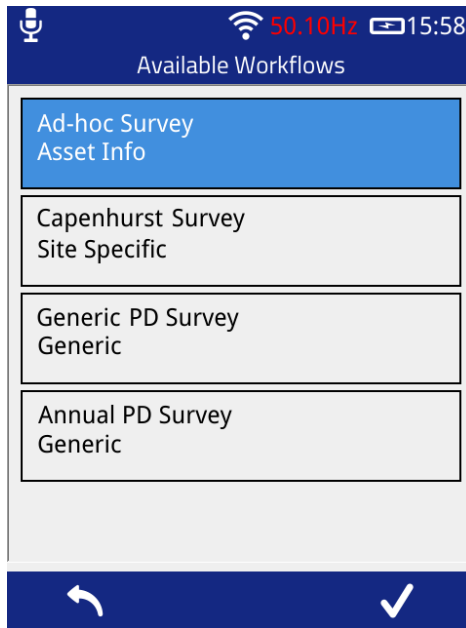 50.10Hz 15:58
Available Workflows
Ad-hoc Survey
Asset Info
Capenhurst Survey
Site Specific
Generic PD Survey
Generic
Annual PD Survey
Generic